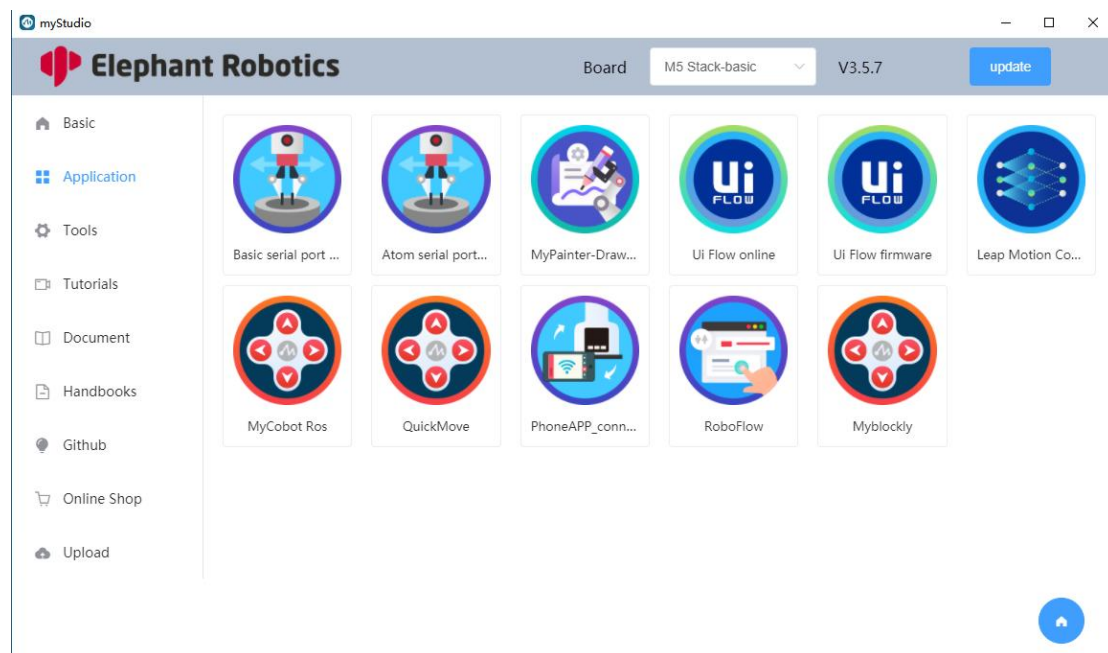 myStudio
Elephant Robotics
Board
M5 Stack-basic
V3.5.7
update
Basic
Application
Tools
Tutorials
Document
Handbooks
Github
Online Shop
Upload
Basic serial port ...
Atom serial port...
MyPainter-Draw...
Ui FLOW
Ui Flow online
Ui FLOW
Ui Flow firmware
Leap Motion Co...
MyCobot Ros
QuickMove
PhoneAPP_conn...
RoboFlow
Myblockly